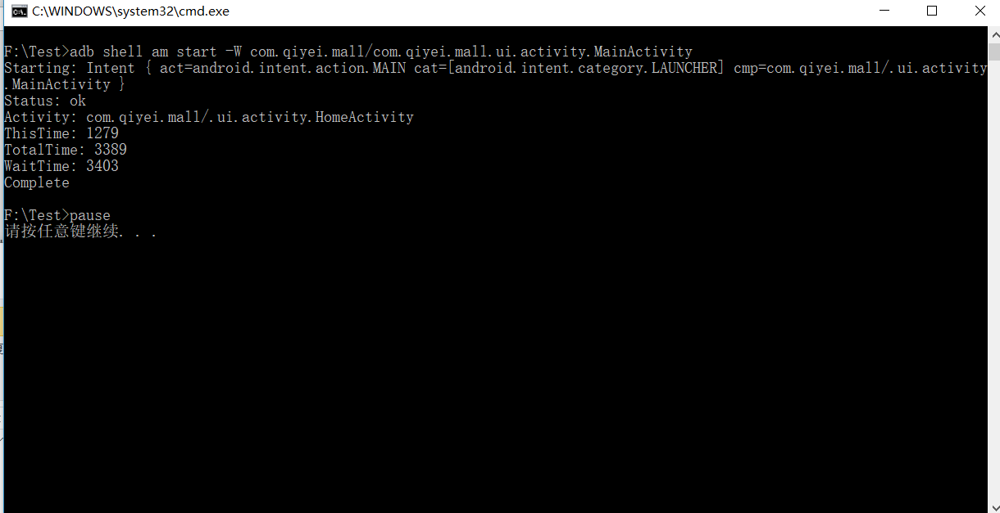 C:\WINDOWS\system32\cmd.exe
F:\Test>adb shell am start -W com.qiyei.mall/com.qiyei.mall.ui.activity.MainActivity
Starting: Intent { act=android.intent.action.MAIN cat=[android.intent.category.LAUNCHER] cmp=com.qiyei.mall/.ui.activity
.MainActivity }
Status: ok
Activity: com.qiyei.mall/.ui.activity.HomeActivity
ThisTime: 1279
TotalTime: 3389
WaitTime: 3403
Complete
F:\Test>pause
请按任意键继续. . .